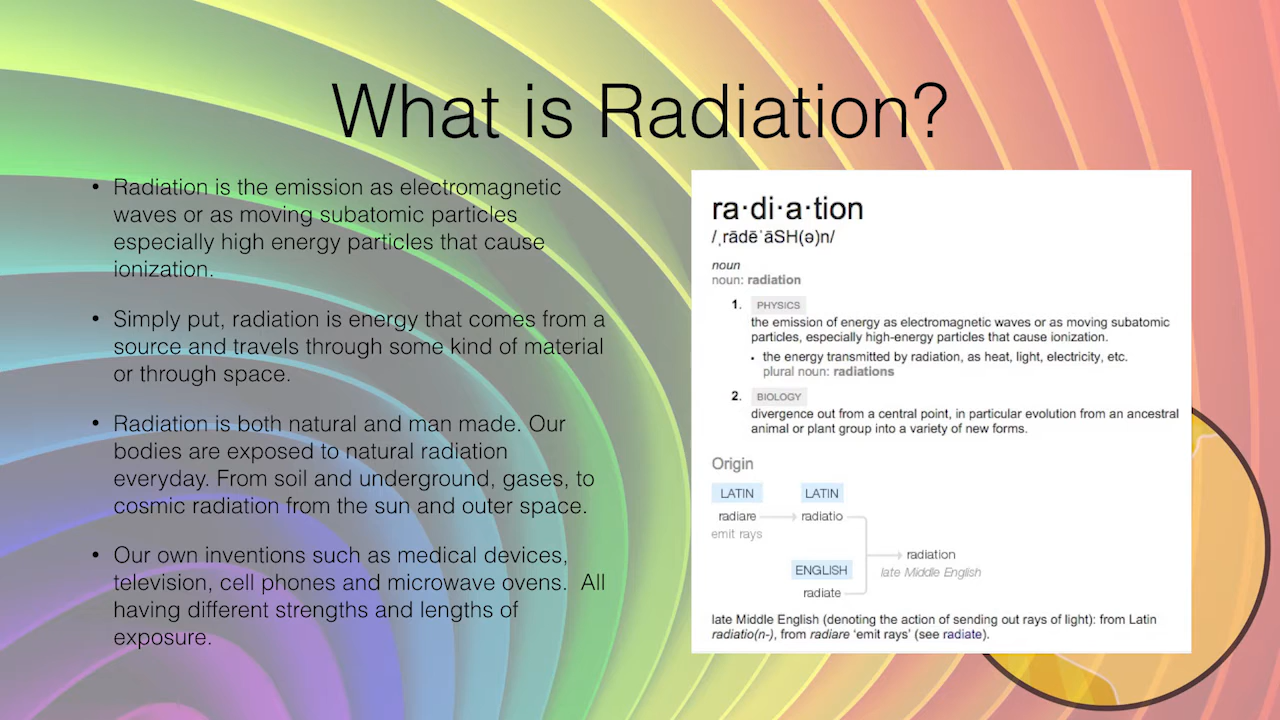 What is Radiation?
• Radiation is the emission as electromagnetic
waves or as moving subatomic particles
especially high energy particles that cause
ionization.
• Simply put, radiation is energy that comes from a
source and travels through some kind of material
or through space.
• Radiation is both natural and man made. Our
bodies are exposed to natural radiation
everyday. From soil and underground, gases, to
cosmic radiation from the sun and outer space.
• Our own inventions such as medical devices,
television, cell phones and microwave ovens.  All
having different strengths and lengths of
exposure.
ra·di·a·tion
/ˌrādēˈāSH(ə)n/
noun
noun: radiation
1. PHYSICS
the emission of energy as electromagnetic waves or as moving subatomic
particles, especially high-energy particles that cause ionization.
• the energy transmitted by radiation, as heat, light, electricity, etc.
plural noun: radiations
2. BIOLOGY
divergence out from a central point, in particular evolution from an ancestral
animal or plant group into a variety of new forms.
Origin
LATIN LATIN
radiare radiatio
emit rays
radiation
ENGLISH late Middle English
radiate
late Middle English (denoting the action of sending out rays of light): from Latin
radiatio(n-), from radiare ‘emit rays’ (see radiate).